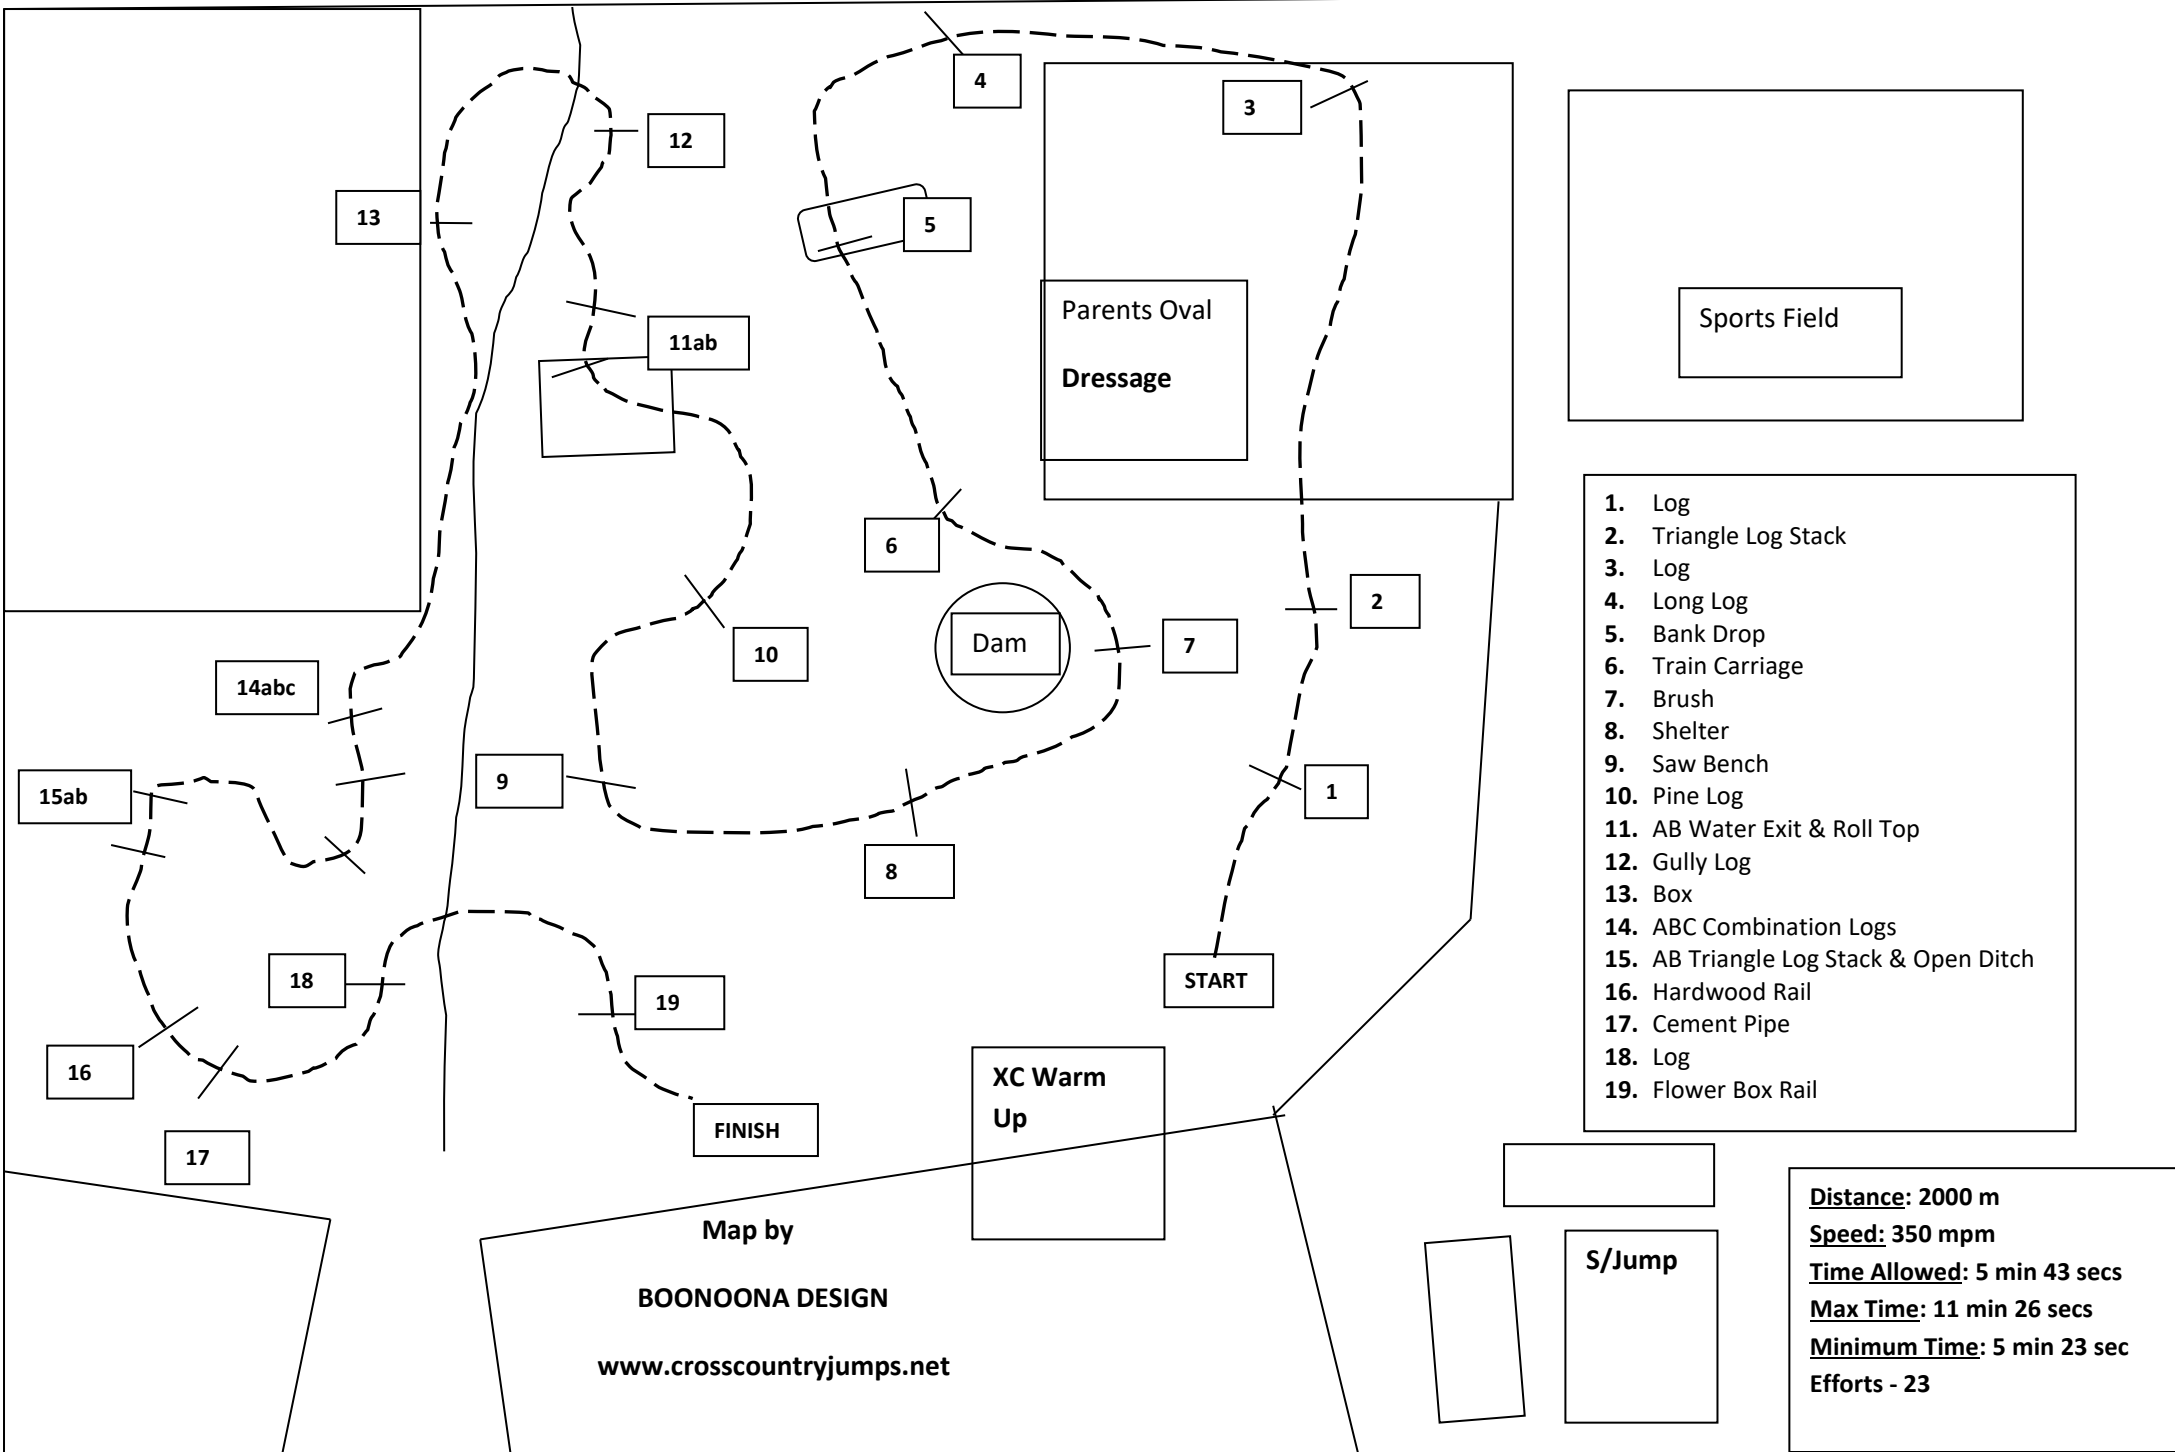 4
3
12
13
5
Parents Oval
Dressage
Sports Field
11ab
6
Dam
2
7
10
14abc
15ab
9
1
8
18
19
START
16
17
FINISH
XC Warm
Up
1. Log
2. Triangle Log Stack
3. Log
4. Long Log
5. Bank Drop
6. Train Carriage
7. Brush
8. Shelter
9. Saw Bench
10. Pine Log
11. AB Water Exit & Roll Top
12. Gully Log
13. Box
14. ABC Combination Logs
15. AB Triangle Log Stack & Open Ditch
16. Hardwood Rail
17. Cement Pipe
18. Log
19. Flower Box Rail
Map by
BOONOONA DESIGN
www.crosscountryjumps.net
S/Jump
Distance: 2000 m
Speed: 350 mpm
Time Allowed: 5 min 43 secs
Max Time: 11 min 26 secs
Minimum Time: 5 min 23 sec
Efforts - 23